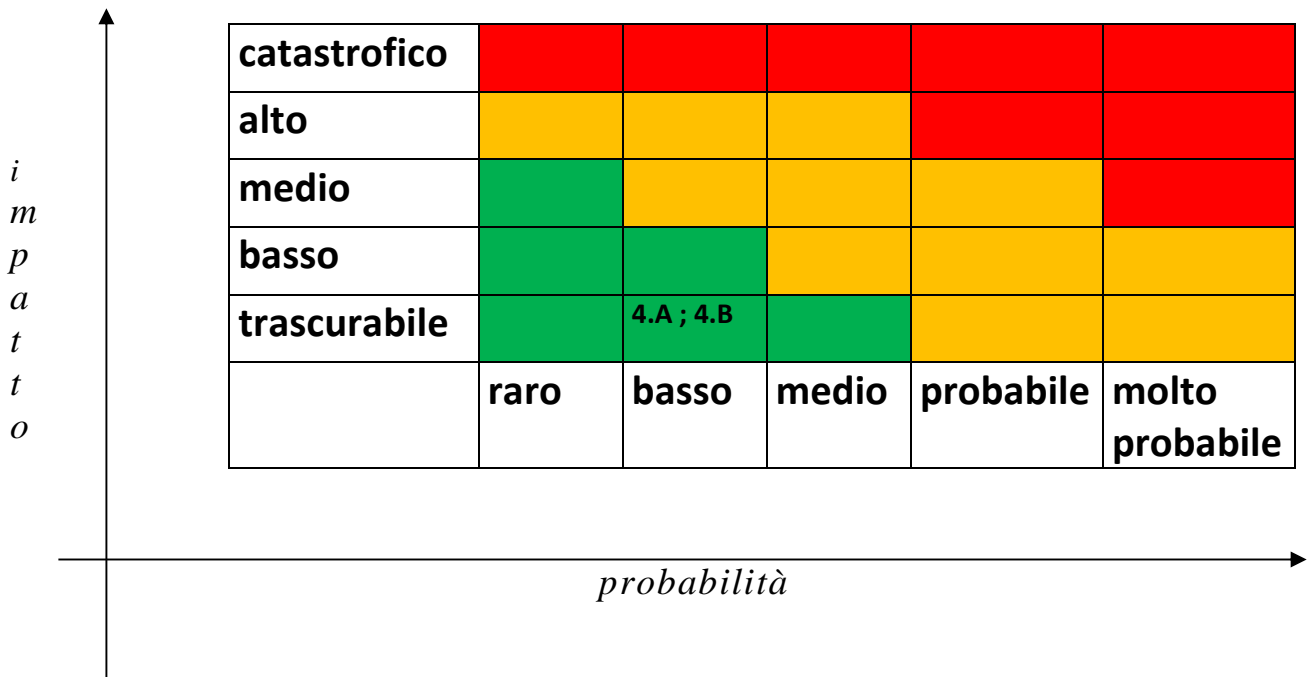 catastrofico
alto
medio
basso
trascurabile 4.A ; 4.B
raro basso medio probabile molto
probabile
i
m
p
a
t
t
o
probabilità